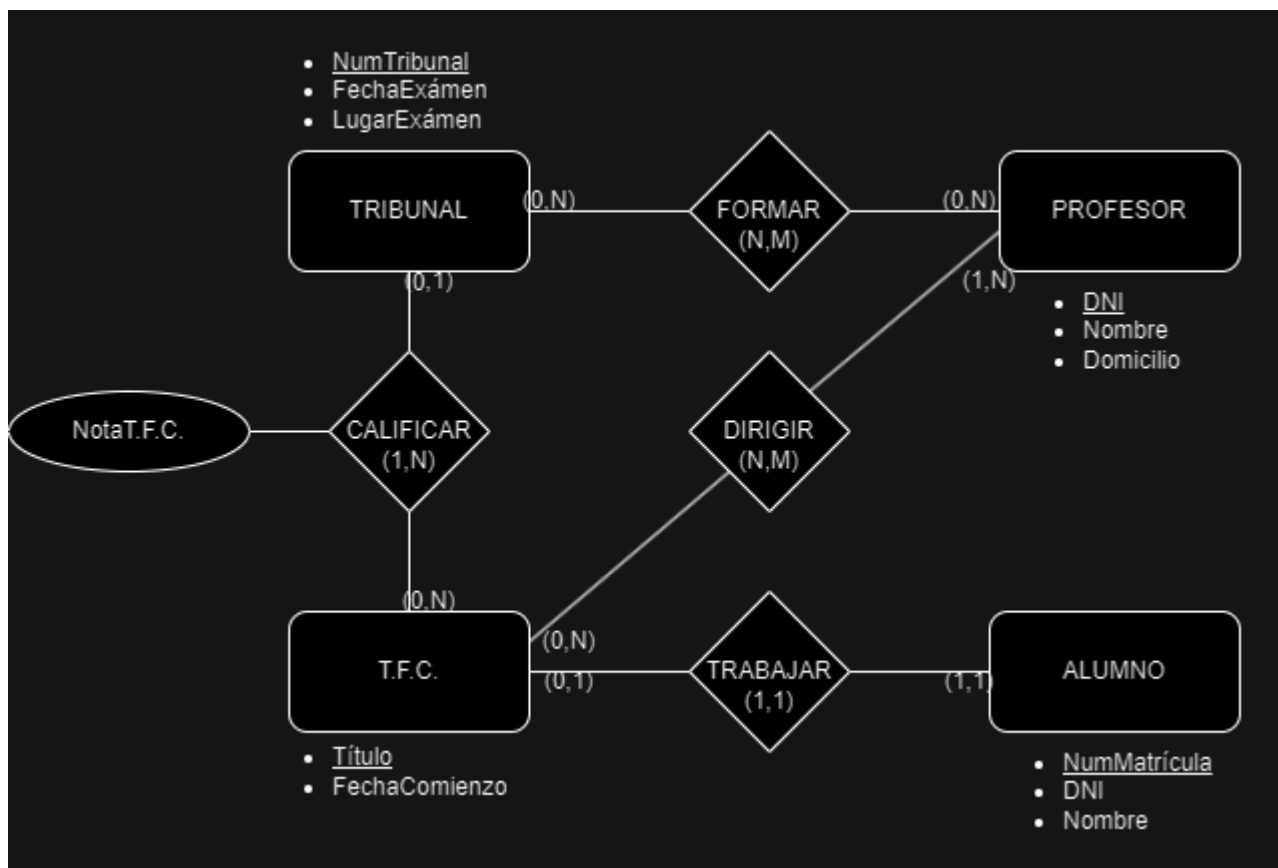 NumTribunal
FechaExámen
LugarExámen
TRIBUNAL
(0,N)
FORMAR
(N,M)
(0,N)
PROFESOR
(0,1)
(1,N)
DNI
Nombre
Domicilio
NotaT.F.C.
CALIFICAR
(1,N)
DIRIGIR
(N,M)
(0,N)
T.F.C.
(0,N)
(0,1)
TRABAJAR
(1,1)
(1,1)
ALUMNO
Título
FechaComienzo
NumMatrícula
DNI
Nombre